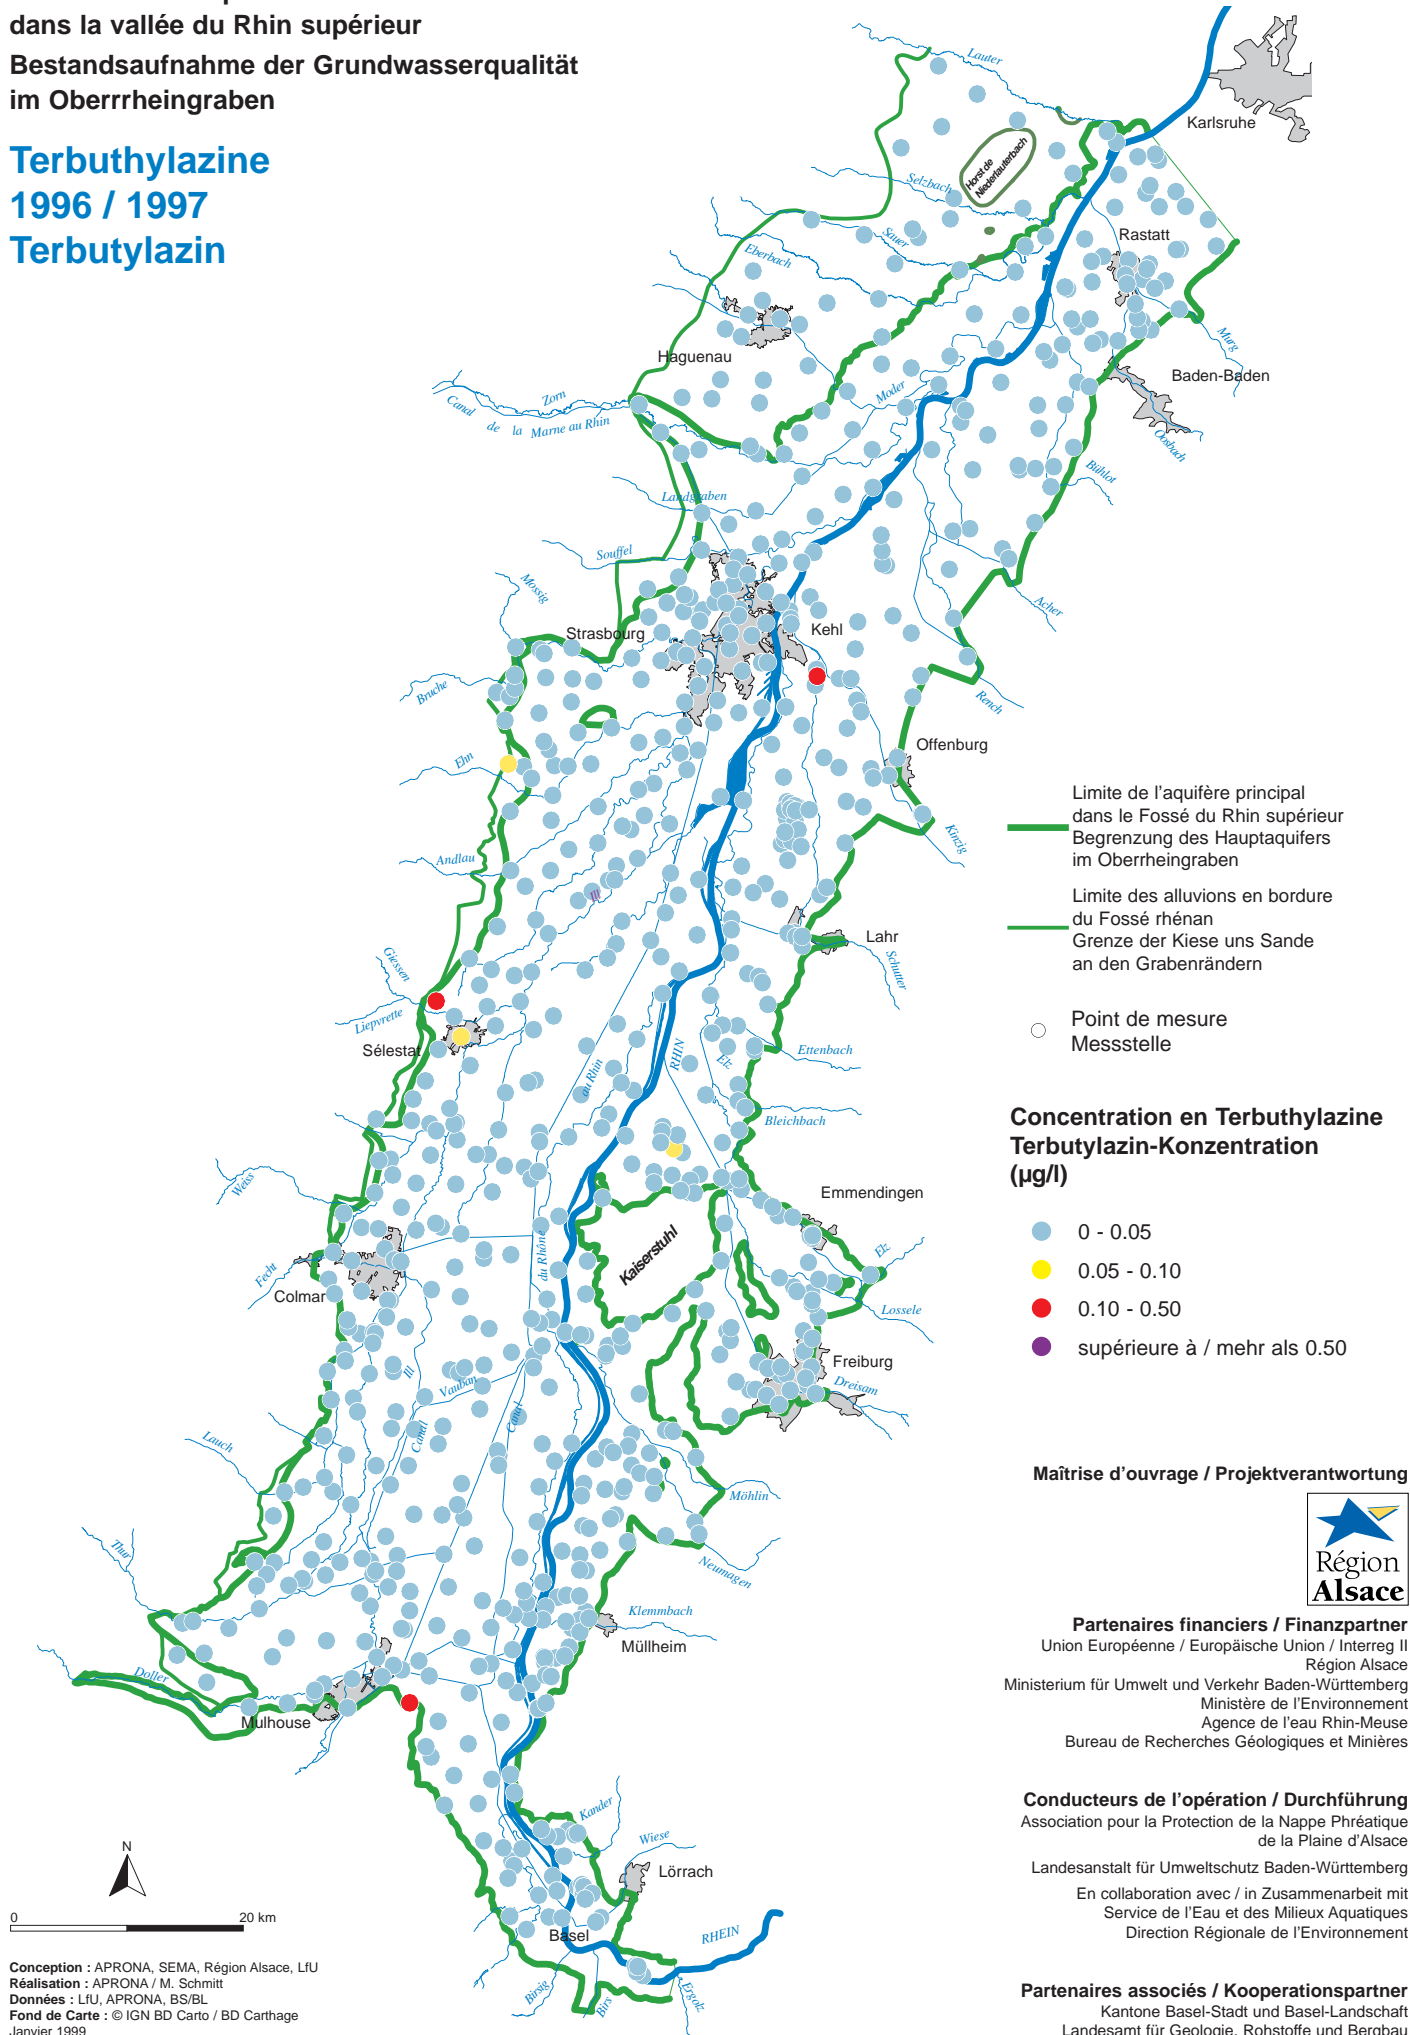 dans la vallée du Rhin supérieur
Bestandsaufnahme der Grundwasserqualität
im Oberrrheingraben
Terbuthylazine
1996 / 1997
Terbutylazin
Lauter
Karlsruhe
Horst de
Niederlauterbach
Selzbach
Sauer
Rastatt
Eberbach
Murg
Haguenau
Baden-Baden
Moder
Zorn
Canal
de la Marne au Rhin
Oosbach
Bühlot
Landgraben
Souffel
Mossig
Acher
Strasbourg
Kehl
Bruche
Rench
Offenburg
Ehn
Kinzig
Andlau
Ill
Lahr
Schutter
Giessen
Liepvrette
Sélestat
RHIN
Elz
Ettenbach
au Rhin
Bleichbach
Weiss
Emmendingen
Kaiserstuhl
du Rhône
Elz
Fecht
Colmar
Lossele
Ill
Freiburg
Vauban
Dreisam
Canal
Canal
Lauch
Möhlin
Thur
Neumagen
Klemmbach
Müllheim
Doller
Mulhouse
Kander
Wiese
Lörrach
Basel
RHEIN
Birsig
Birs
Ergolz
Limite de l'aquifère principal
dans le Fossé du Rhin supérieur
Begrenzung des Hauptaquifers
im Oberrheingraben
Limite des alluvions en bordure
du Fossé rhénan
Grenze der Kiese uns Sande
an den Grabenrändern
Point de mesure
Messstelle
Concentration en Terbuthylazine
Terbutylazin-Konzentration
(µg/l)
0 - 0.05
0.05 - 0.10
0.10 - 0.50
supérieure à / mehr als 0.50
Maîtrise d'ouvrage / Projektverantwortung
Région
Alsace
Partenaires financiers / Finanzpartner
Union Européenne / Europäische Union / Interreg II
Région Alsace
Ministerium für Umwelt und Verkehr Baden-Württemberg
Ministère de l'Environnement
Agence de l'eau Rhin-Meuse
Bureau de Recherches Géologiques et Minières
Conducteurs de l'opération / Durchführung
Association pour la Protection de la Nappe Phréatique
de la Plaine d'Alsace
Landesanstalt für Umweltschutz Baden-Württemberg
En collaboration avec / in Zusammenarbeit mit
Service de l'Eau et des Milieux Aquatiques
Direction Régionale de l'Environnement
Partenaires associés / Kooperationspartner
Kantone Basel-Stadt und Basel-Landschaft
Landesamt für Geologie, Rohstoffe und Bergbau
N
0 20 km
Conception : APRONA, SEMA, Région Alsace, LfU
Réalisation : APRONA / M. Schmitt
Données : LfU, APRONA, BS/BL
Fond de Carte : © IGN BD Carto / BD Carthage
Janvier 1999